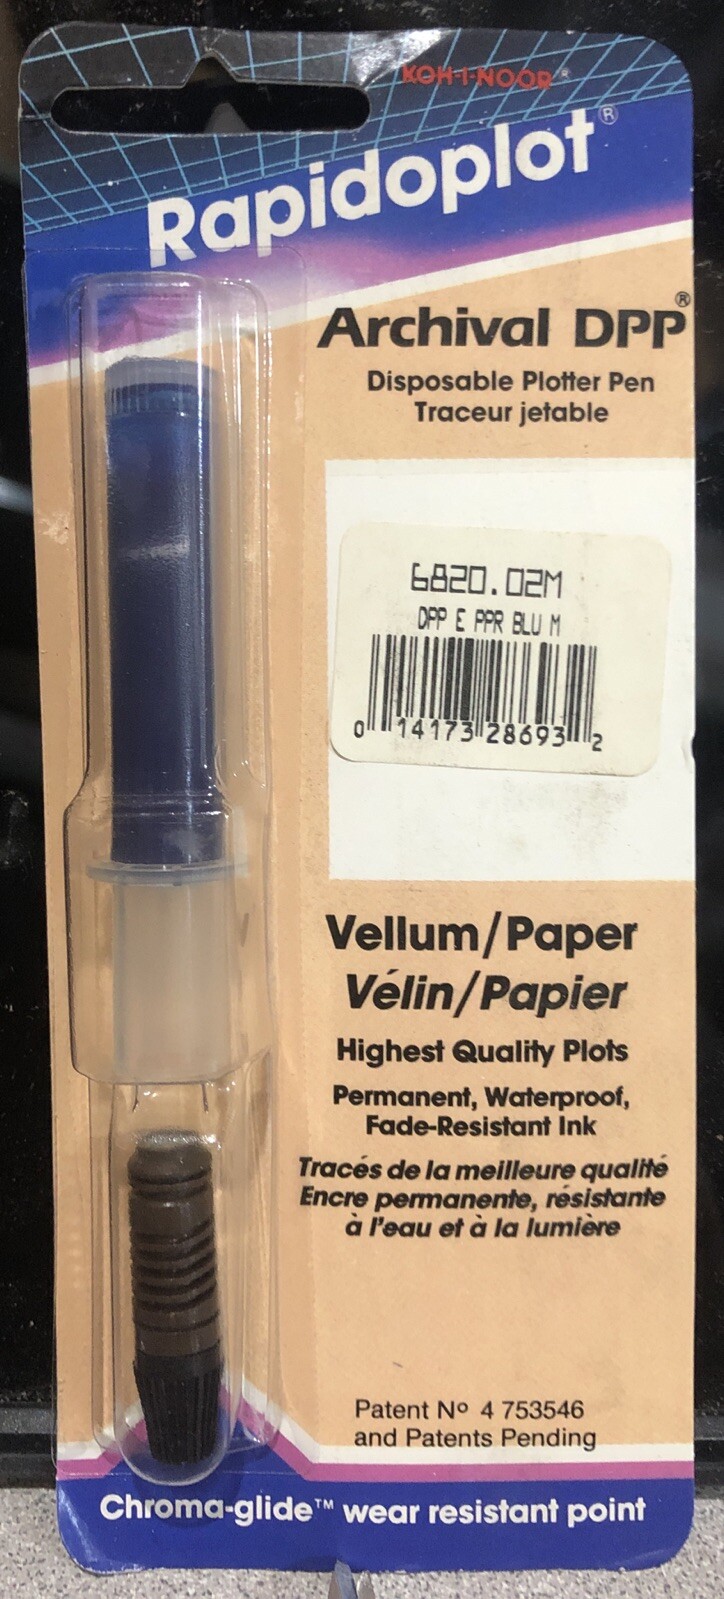 KOH-I-NOOR®
Rapidoplot®
Archival DPP®
Disposable Plotter Pen
Traceur jetable
6820.02M
DPP E PPR BLU M
0 14173 28693 2
Vellum/Paper
Vélin/Papier
Highest Quality Plots
Permanent, Waterproof,
Fade-Resistant Ink
Tracés de la meilleure qualité
Encre permanente, résistante
à l'eau et à la lumière
Patent Nº 4 753546
and Patents Pending
Chroma-glide™ wear resistant point